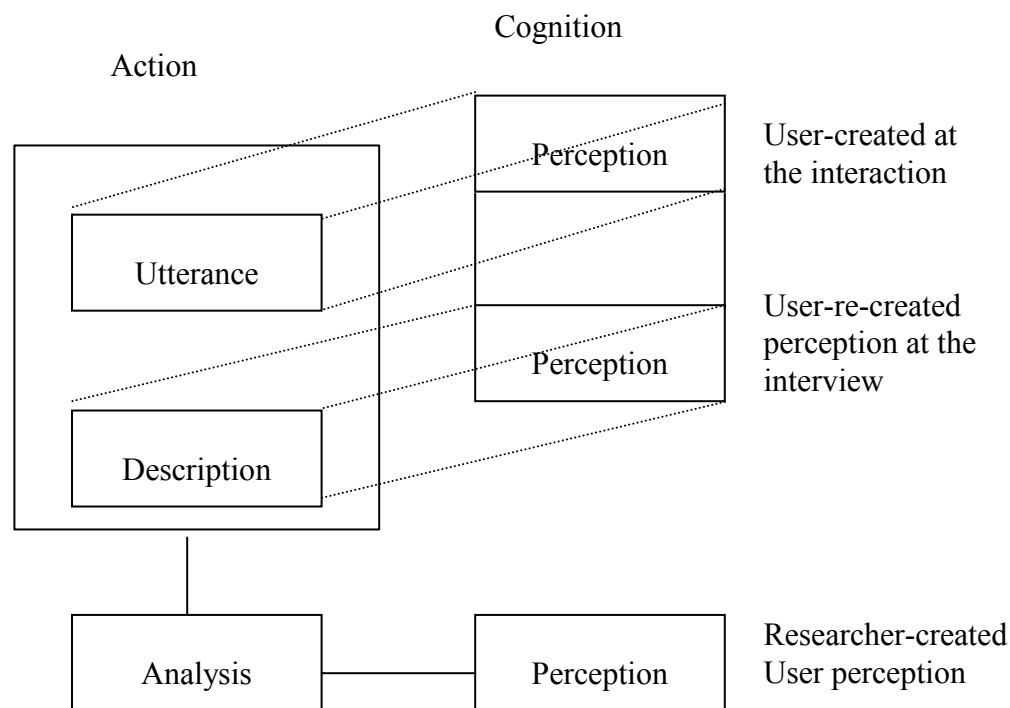 Cognition
Action
Perception
User-created at
the interaction
Utterance
User-re-created
perception at the
interview
Perception
Description
Analysis
Perception
Researcher-created
User perception